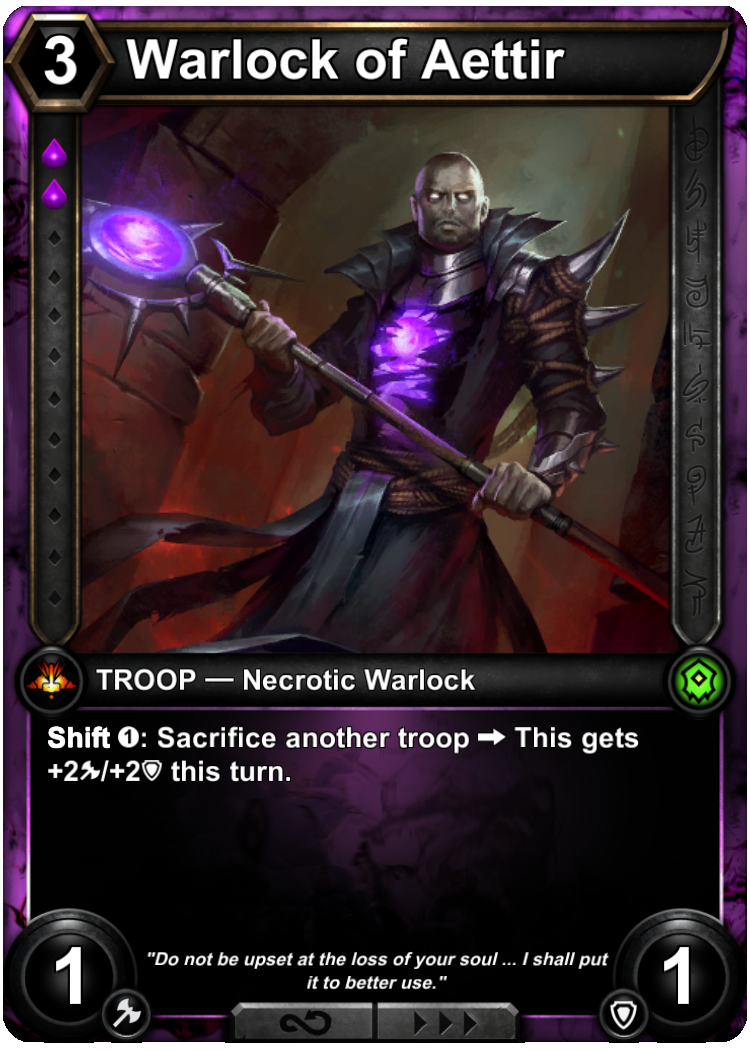 3 Warlock of Aettir
TROOP — Necrotic Warlock
Shift ❶: Sacrifice another troop ➡ This gets
+2/+2 this turn.
"Do not be upset at the loss of your soul ... I shall put
it to better use."
1 1